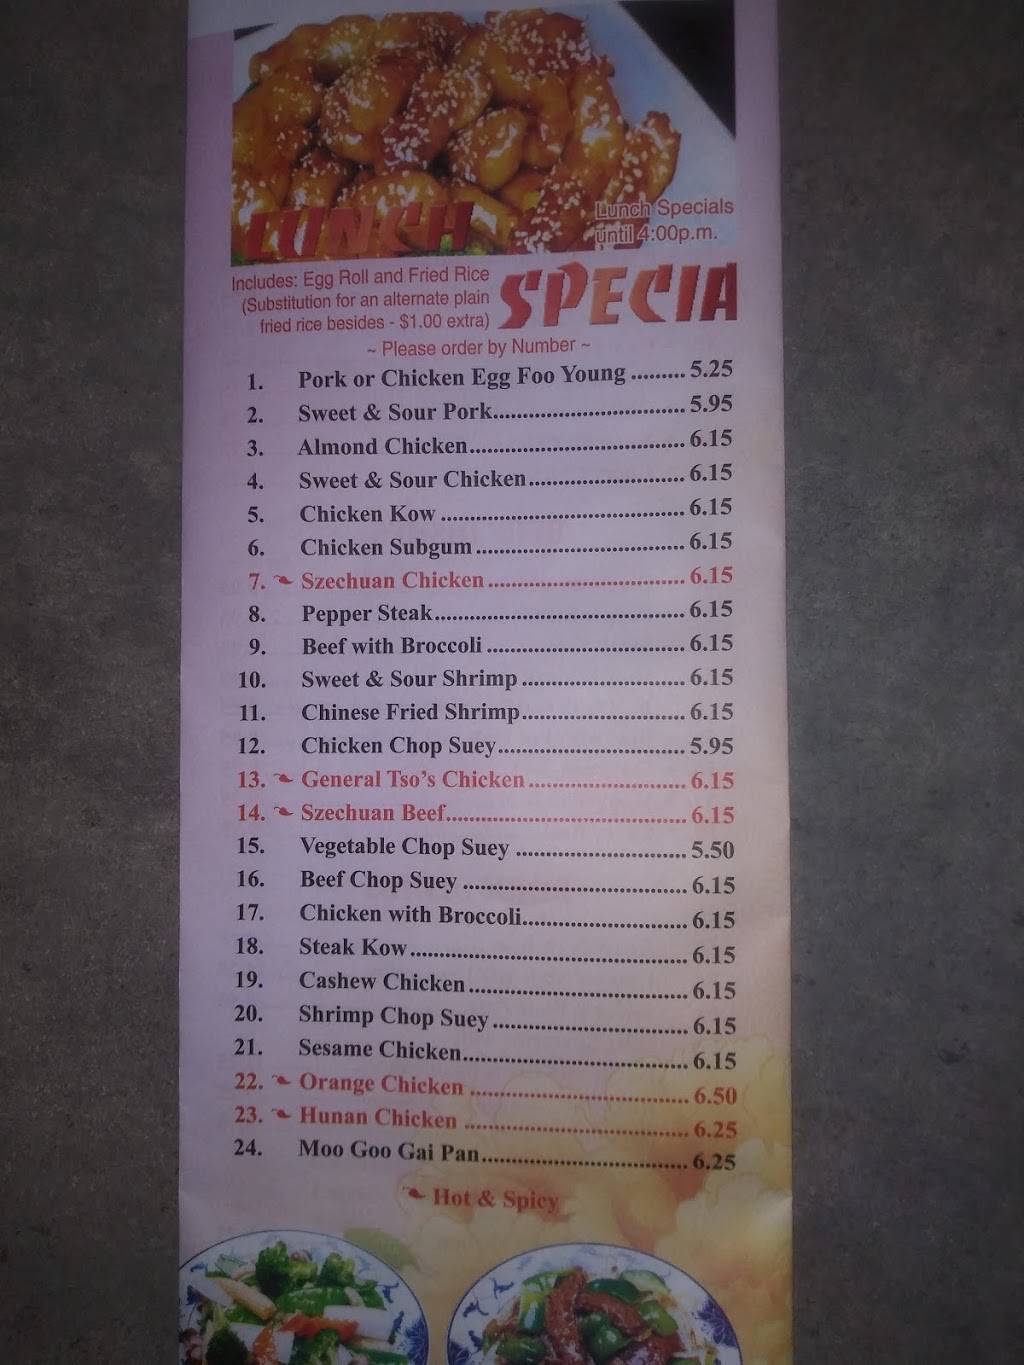 LUNCH
Lunch Specials
until 4:00p.m.
Includes: Egg Roll and Fried Rice
(Substitution for an alternate plain
fried rice besides - $1.00 extra)
SPECIA
~ Please order by Number ~
1. Pork or Chicken Egg Foo Young ......... 5.25
2. Sweet & Sour Pork................................ 5.95
3. Almond Chicken.................................... 6.15
4. Sweet & Sour Chicken.......................... 6.15
5. Chicken Kow ......................................... 6.15
6. Chicken Subgum ................................... 6.15
7. Szechuan Chicken ................................. 6.15
8. Pepper Steak.......................................... 6.15
9. Beef with Broccoli ................................. 6.15
10. Sweet & Sour Shrimp ........................... 6.15
11. Chinese Fried Shrimp........................... 6.15
12. Chicken Chop Suey............................... 5.95
13. General Tso's Chicken .......................... 6.15
14. Szechuan Beef........................................ 6.15
15. Vegetable Chop Suey ............................ 5.50
16. Beef Chop Suey ..................................... 6.15
17. Chicken with Broccoli........................... 6.15
18. Steak Kow.............................................. 6.15
19. Cashew Chicken .................................... 6.15
20. Shrimp Chop Suey ................................ 6.15
21. Sesame Chicken..................................... 6.15
22. Orange Chicken .................................... 6.50
23. Hunan Chicken ..................................... 6.25
24. Moo Goo Gai Pan.................................. 6.25
Hot & Spicy